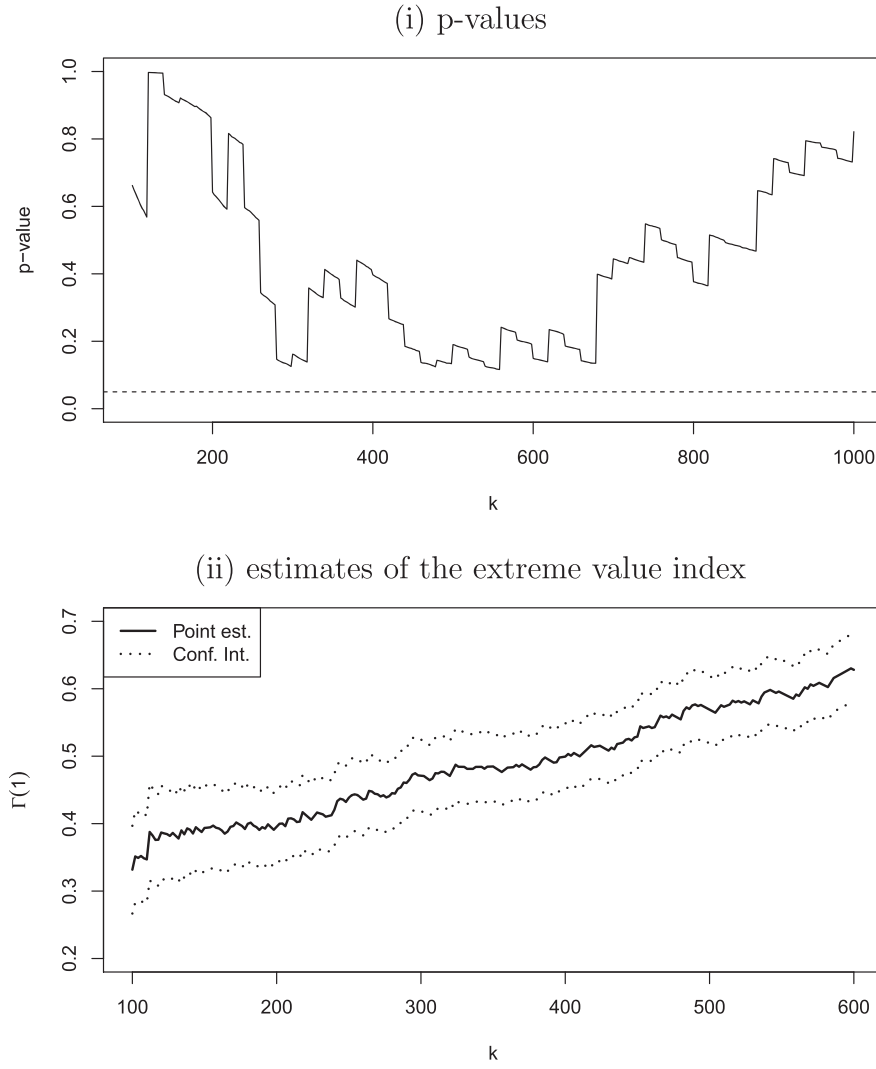 (i) p-values
1.0
0.8
0.6
0.4
0.2
0.0
p−value
200 400 600 800 1000
k
(ii) estimates of the extreme value index
Point est.
Conf. Int.
0.7
0.6
0.5
0.4
0.3
0.2
Γ(1)
100 200 300 400 500 600
k